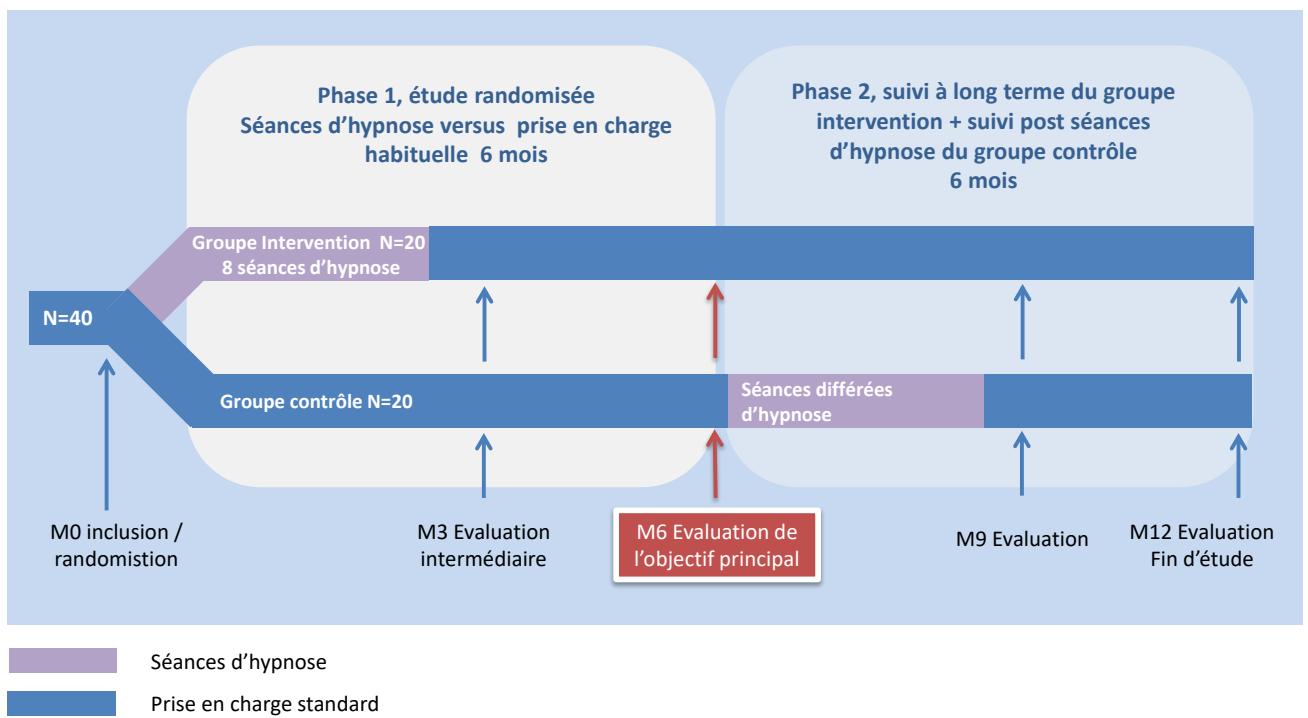 Phase 1, étude randomisée
Séances d'hypnose versus prise en charge
habituelle 6 mois
Phase 2, suivi à long terme du groupe
intervention + suivi post séances
d'hypnose du groupe contrôle
6 mois
Groupe Intervention N=20
8 séances d'hypnose
N=40
Groupe contrôle N=20
Séances différées
d'hypnose
M0 inclusion /
randomistion
M3 Evaluation
intermédiaire
M6 Evaluation de
l'objectif principal
M9 Evaluation
M12 Evaluation
Fin d'étude
Séances d'hypnose
Prise en charge standard